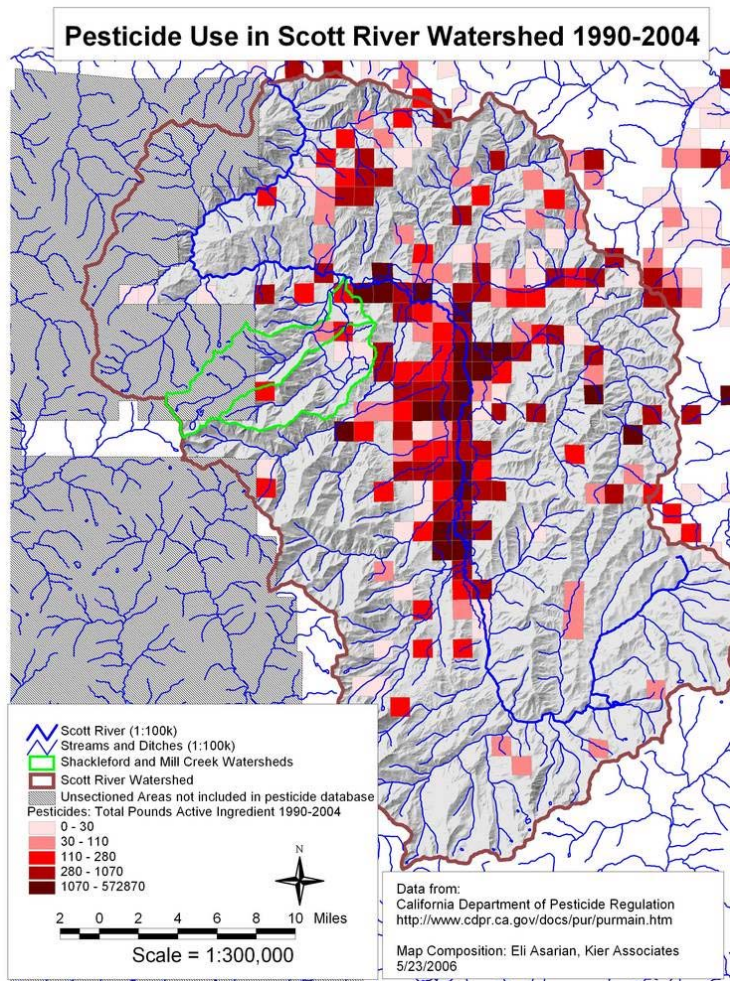 Pesticide Use in Scott River Watershed 1990-2004
Scott River (1:100k)
Streams and Ditches (1:100k)
Shackleford and Mill Creek Watersheds
Scott River Watershed
Unsectioned Areas not included in pesticide database
Pesticides: Total Pounds Active Ingredient 1990-2004
0 - 30
30 - 110
110 - 280
280 - 1070
1070 - 572870
N
2 0 2 4 6 8 10 Miles
Scale = 1:300,000
Data from:
California Department of Pesticide Regulation
http://www.cdpr.ca.gov/docs/pur/purmain.htm
Map Composition: Eli Asarian, Kier Associates
5/23/2006